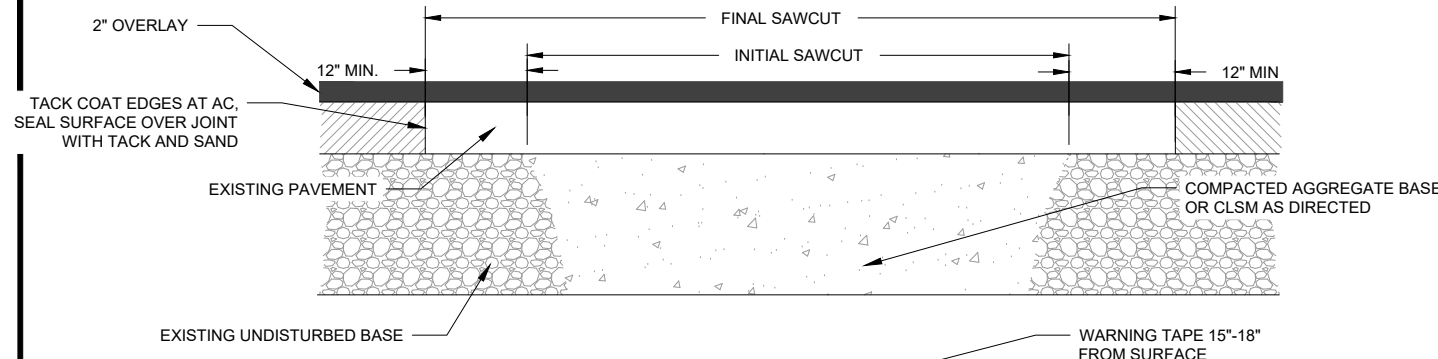 FINAL SAWCUT
2" OVERLAY
INITIAL SAWCUT
12" MIN.
12" MIN
TACK COAT EDGES AT AC,
SEAL SURFACE OVER JOINT
WITH TACK AND SAND
EXISTING PAVEMENT
COMPACTED AGGREGATE BASE
OR CLSM AS DIRECTED
EXISTING UNDISTURBED BASE
WARNING TAPE 15"-18"
FROM SURFACE